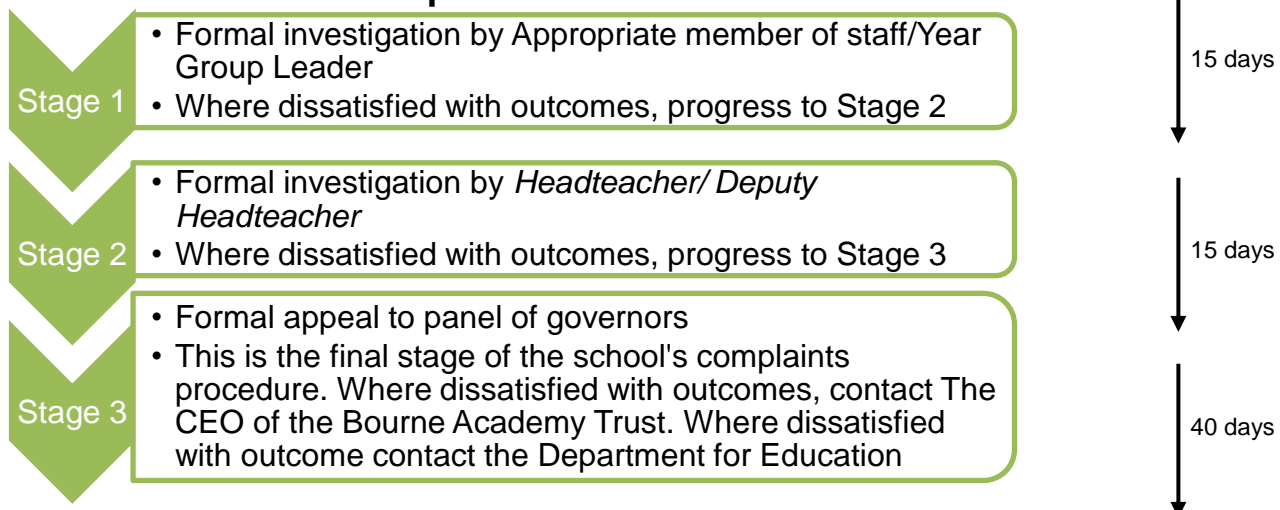 • Formal investigation by Appropriate member of staff/Year
Group Leader
Stage 1
• Where dissatisfied with outcomes, progress to Stage 2
15 days
• Formal investigation by Headteacher/ Deputy
Headteacher
Stage 2
• Where dissatisfied with outcomes, progress to Stage 3
15 days
• Formal appeal to panel of governors
• This is the final stage of the school's complaints
procedure. Where dissatisfied with outcomes, contact The
Stage 3
CEO of the Bourne Academy Trust. Where dissatisfied
with outcome contact the Department for Education
40 days